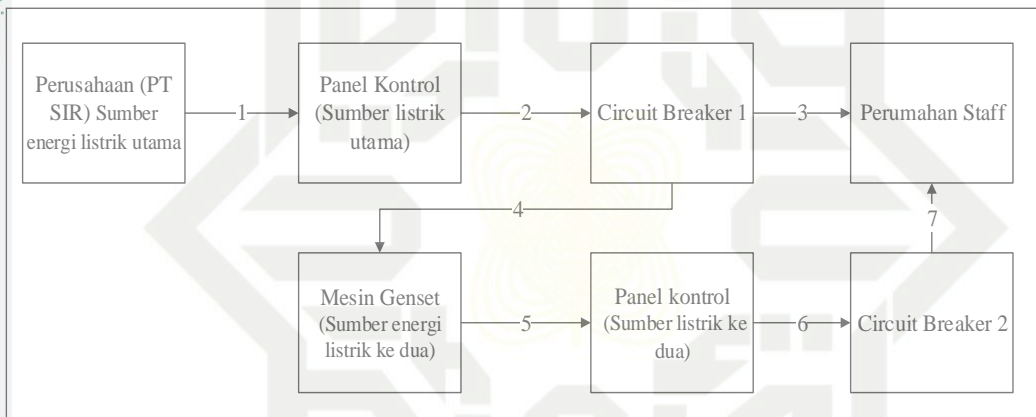 Perusahaan (PT
SIR) Sumber
energi listrik utama
1
Panel Kontrol
(Sumber listrik
utama)
2
Circuit Breaker 1
3
Perumahan Staff
4
7
Mesin Genset
(Sumber energi
listrik ke dua)
5
Panel kontrol
(Sumber listrik ke
dua)
6
Circuit Breaker 2